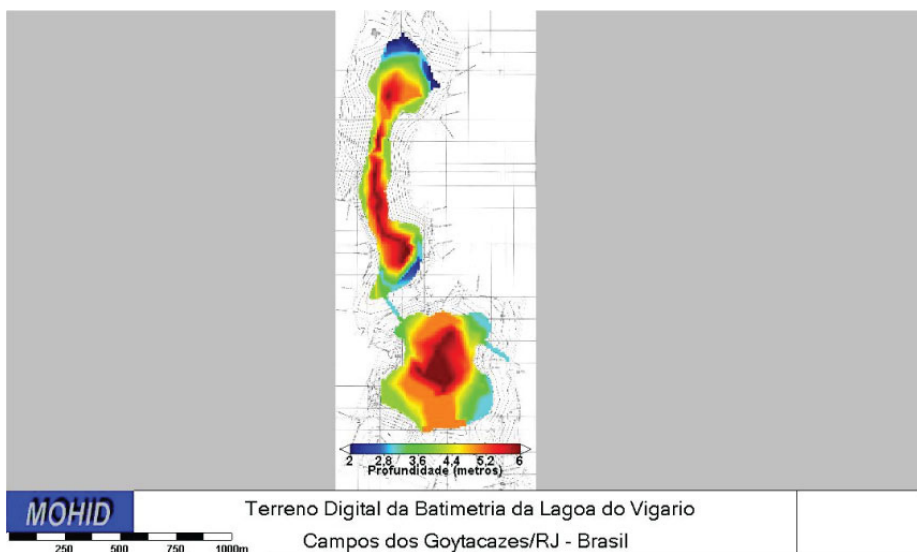 2 2,8 3,6 4,4 5,2 6
Profundidade (metros)
MOHID
Terreno Digital da Batimetria da Lagoa do Vigario
Campos dos Goytacazes/RJ - Brasil
250 500 750 1000m